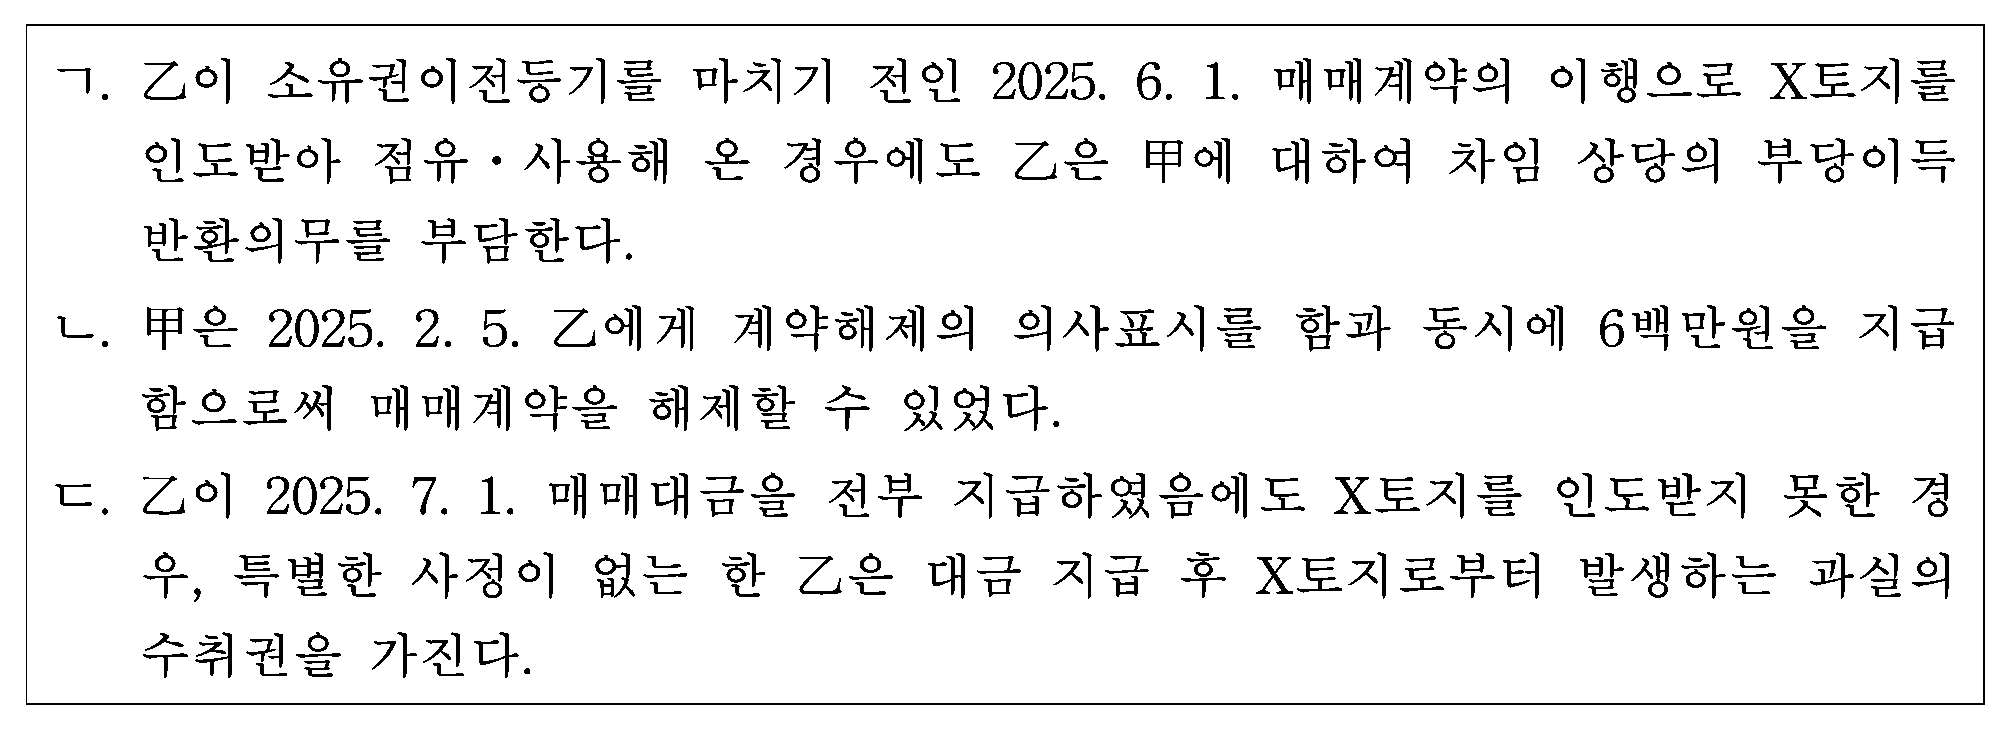 ㄱ. 乙이 소유권이전등기를 마치기 전인 2025. 6. 1. 매매계약의 이행으로 X토지를
인도받아 점유·사용해 온 경우에도 乙은 甲에 대하여 차임 상당의 부당이득
반환의무를 부담한다.
ㄴ. 甲은 2025. 2. 5. 乙에게 계약해제의 의사표시를 함과 동시에 6백만원을 지급
함으로써 매매계약을 해제할 수 있었다.
ㄷ. 乙이 2025. 7. 1. 매매대금을 전부 지급하였음에도 X토지를 인도받지 못한 경
우, 특별한 사정이 없는 한 乙은 대금 지급 후 X토지로부터 발생하는 과실의
수취권을 가진다.